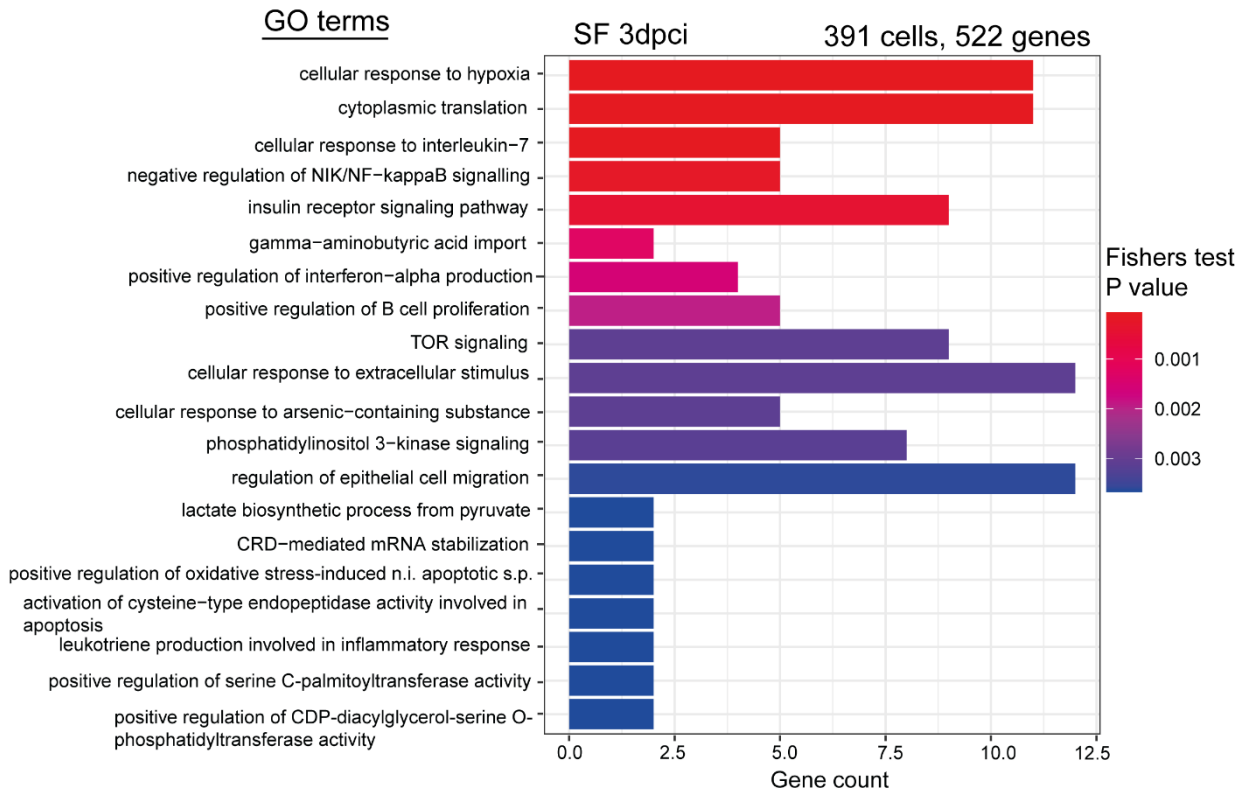 GO terms
SF 3dpci
391 cells, 522 genes
cellular response to hypoxia
cytoplasmic translation
cellular response to interleukin−7
negative regulation of NIK/NF−kappaB signalling
insulin receptor signaling pathway
gamma−aminobutyric acid import
positive regulation of interferon−alpha production
positive regulation of B cell proliferation
TOR signaling
cellular response to extracellular stimulus
cellular response to arsenic−containing substance
phosphatidylinositol 3−kinase signaling
regulation of epithelial cell migration
lactate biosynthetic process from pyruvate
CRD−mediated mRNA stabilization
positive regulation of oxidative stress-induced n.i. apoptotic s.p.
activation of cysteine−type endopeptidase activity involved in
apoptosis
leukotriene production involved in inflammatory response
positive regulation of serine C-palmitoyltransferase activity
positive regulation of CDP-diacylglycerol-serine O-
phosphatidyltransferase activity
0.0
2.5
5.0
7.5
10.0
12.5
Gene count
Fishers test
P value
0.001
0.002
0.003